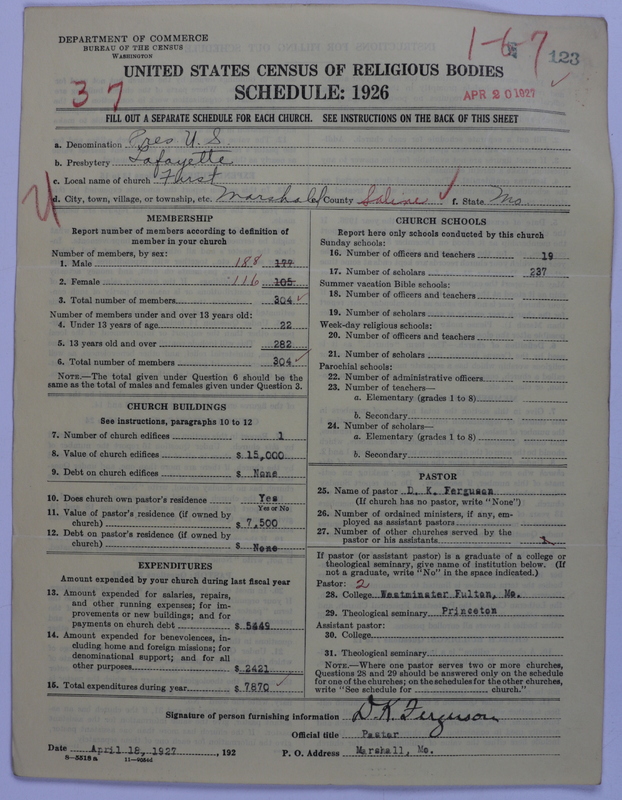 DEPARTMENT OF COMMERCE
BUREAU OF THE CENSUS
WASHINGTON
1-6-7
123
UNITED STATES CENSUS OF RELIGIOUS BODIES
37
SCHEDULE: 1926
APR 20 1927
FILL OUT A SEPARATE SCHEDULE FOR EACH CHURCH. SEE INSTRUCTIONS ON THE BACK OF THIS SHEET
a. Denomination Pres U. S.
b. Presbytery Lafayette
c. Local name of church First
d. City, town, village, or township, etc. Marshall County Saline f. State Mo
MEMBERSHIP
Report number of members according to definition of
member in your church
Number of members, by sex:
1. Male 188 177
2. Female 116 105
3. Total number of members 304
Number of members under and over 13 years old:
4. Under 13 years of age 22
5. 13 years old and over 282
6. Total number of members 304
NOTE.—The total given under Question 6 should be the
same as the total of males and females given under Question 3.
CHURCH BUILDINGS
See instructions, paragraphs 10 to 12
7. Number of church edifices 1
8. Value of church edifices $ 15,000
9. Debt on church edifices $ None
10. Does church own pastor's residence Yes
Yes or No
11. Value of pastor's residence (if owned by
church) $ 7,500
12. Debt on pastor's residence (if owned by
church) $ None
EXPENDITURES
Amount expended by your church during last fiscal year
13. Amount expended for salaries, repairs,
and other running expenses; for im-
provements or new buildings; and for
payments on church debt $ 5449
14. Amount expended for benevolences, in-
cluding home and foreign missions; for
denominational support; and for all
other purposes $ 2421
15. Total expenditures during year $ 7870
CHURCH SCHOOLS
Report here only schools conducted by this church
Sunday schools:
16. Number of officers and teachers 19
17. Number of scholars 237
Summer vacation Bible schools:
18. Number of officers and teachers
19. Number of scholars
Week-day religious schools:
20. Number of officers and teachers
21. Number of scholars
Parochial schools:
22. Number of administrative officers
23. Number of teachers—
a. Elementary (grades 1 to 8)
b. Secondary
24. Number of scholars—
a. Elementary (grades 1 to 8)
b. Secondary
PASTOR
25. Name of pastor D. K. Ferguson
(If church has no pastor, write "None")
26. Number of ordained ministers, if any, em-
ployed as assistant pastors
27. Number of other churches served by the
pastor or his assistants 1
If pastor (or assistant pastor) is a graduate of a college or
theological seminary, give name of institution below. (If
not a graduate, write "No" in the space indicated.)
Pastor: 2
28. College Westminster Fulton, Mo.
29. Theological seminary Princeton
Assistant pastor:
30. College
31. Theological seminary
NOTE.—Where one pastor serves two or more churches,
Questions 28 and 29 should be answered only on the schedule
for one of the churches; on the schedules for the other churches,
write "See schedule for church."
Signature of person furnishing information D. K. Ferguson
Official title Pastor
Date April 18, 1927, 192 P. O. Address Marshall, Mo.
8-5518 a